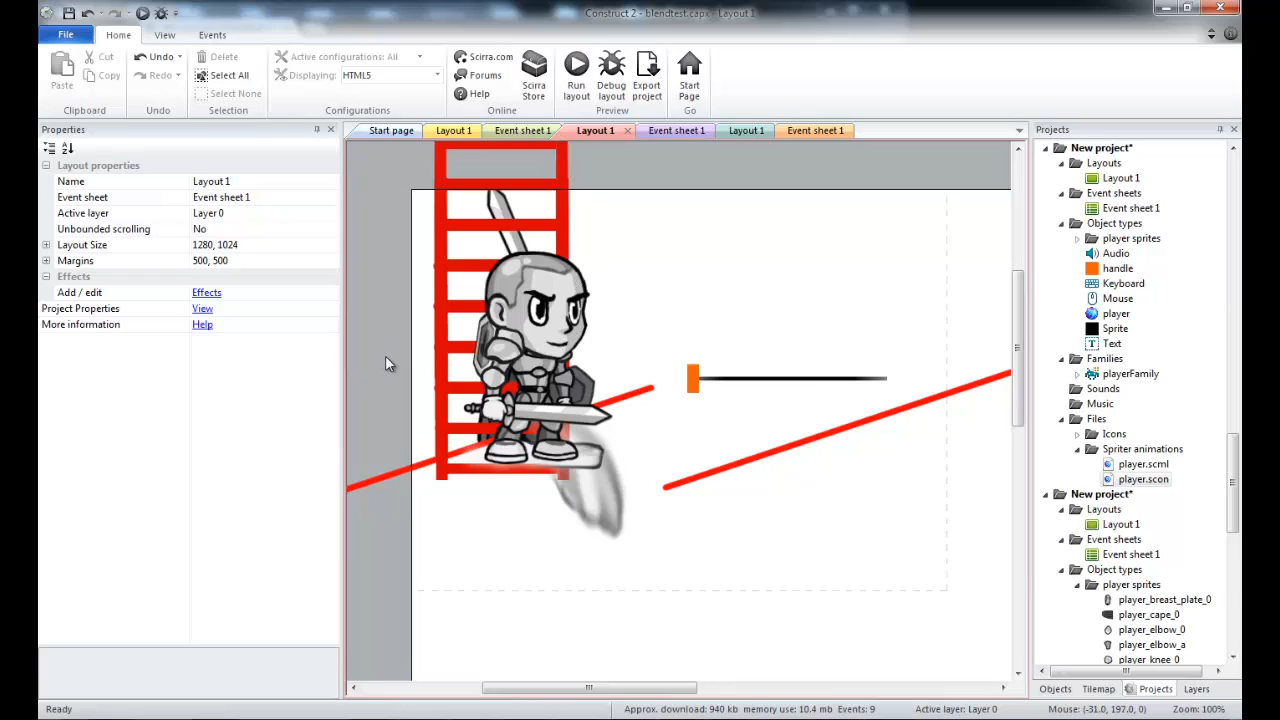 Construct 2 - blendtest.capx - Layout 1
File
Home
View
Events
Paste
Cut
Copy
Clipboard
Undo
Redo
Undo
Delete
Select All
Select None
Selection
Active configurations: All
Displaying: HTML5
Configurations
Scirra.com
Forums
Help
Scirra Store
Online
Run layout
Debug layout
Export project
Preview
Start Page
Go
Properties
Layout properties
Name Layout 1
Event sheet Event sheet 1
Active layer Layer 0
Unbounded scrolling No
Layout Size 1280, 1024
Margins 500, 500
Effects
Add / edit Effects
Project Properties View
More information Help
Start page
Layout 1
Event sheet 1
Layout 1
Event sheet 1
Layout 1
Event sheet 1
Projects
New project*
Layouts
Layout 1
Event sheets
Event sheet 1
Object types
player sprites
Audio
handle
Keyboard
Mouse
player
Sprite
Text
Families
playerFamily
Sounds
Music
Files
Icons
Spriter animations
player.scml
player.scon
New project*
Layouts
Layout 1
Event sheets
Event sheet 1
Object types
player sprites
player_breast_plate_0
player_cape_0
player_elbow_0
player_elbow_a
player_knee_0
Objects
Tilemap
Projects
Layers
Ready
Approx. download: 940 kb memory use: 10.4 mb Events: 9
Active layer: Layer 0
Mouse: (-31.0, 197.0, 0)
Zoom: 100%